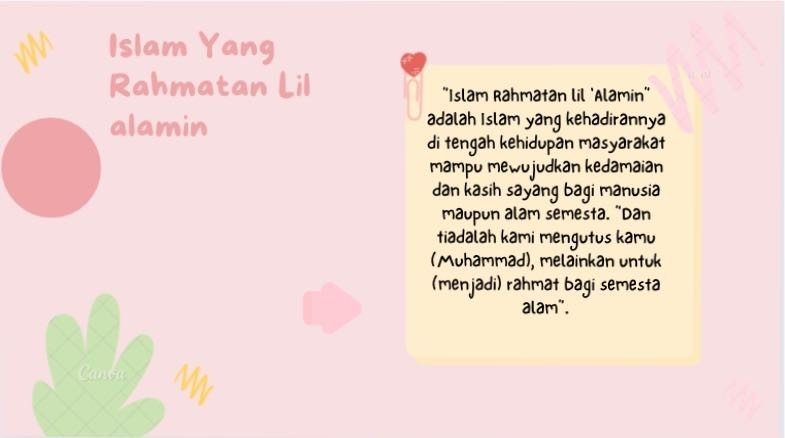 Islam Yang
Rahmatan Lil
alamin
"Islam Rahmatan lil 'Alamin"
adalah Islam yang kehadirannya
di tengah kehidupan masyarakat
mampu mewujudkan kedamaian
dan kasih sayang bagi manusia
maupun alam semesta. "Dan
tiadalah kami mengutus kamu
(Muhammad), melainkan untuk
(menjadi) rahmat bagi semesta
alam".
Canva